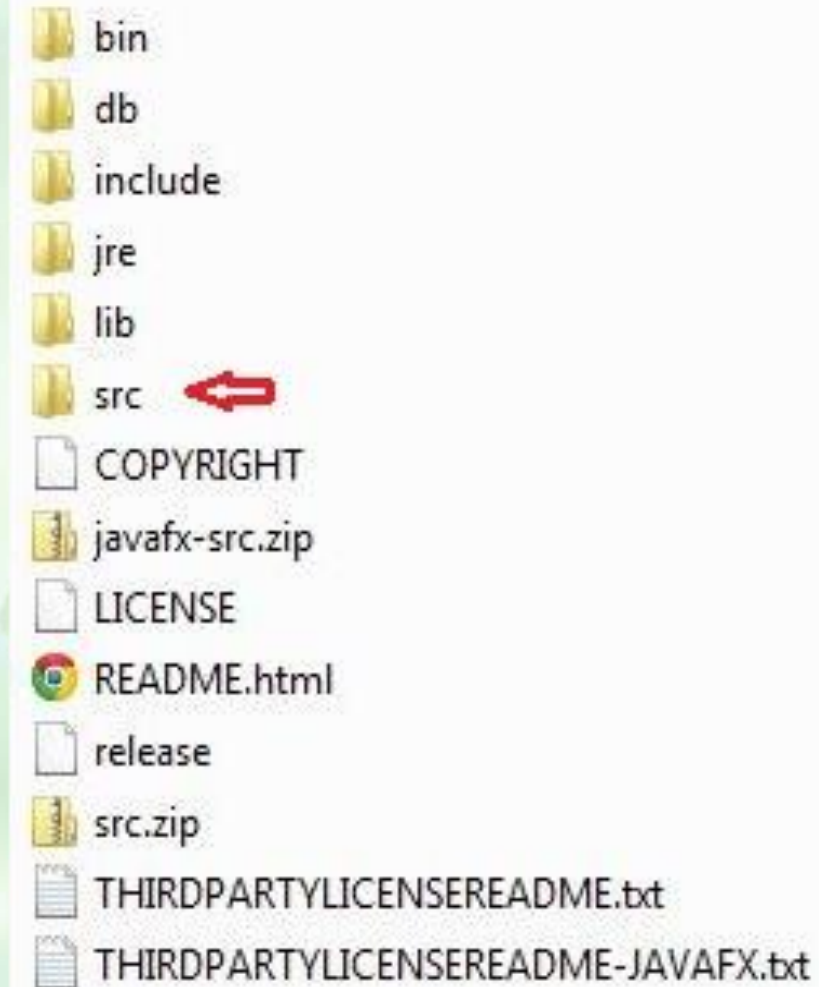 bin
db
include
jre
lib
src
COPYRIGHT
javafx-src.zip
LICENSE
README.html
release
src.zip
THIRDPARTYLICENSEREADME.txt
THIRDPARTYLICENSEREADME-JAVAFX.txt